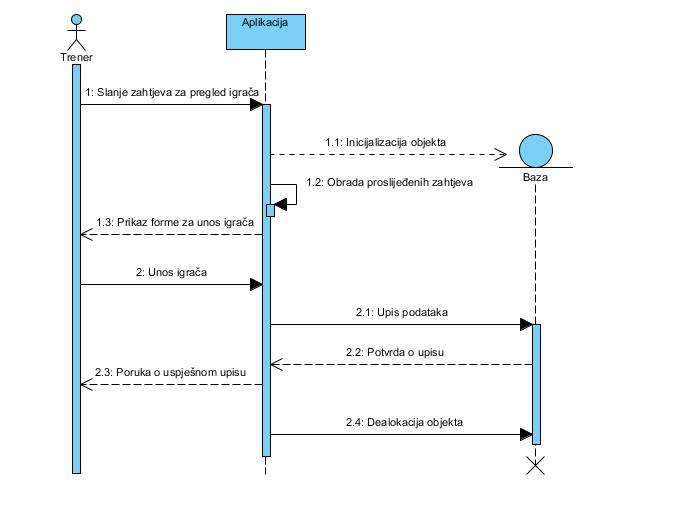 Aplikacija
Trener
1: Slanje zahtjeva za pregled igrača
1.1: Inicijalizacija objekta
Baza
1.2: Obrada proslijeđenih zahtjeva
1.3: Prikaz forme za unos igrača
2: Unos igrača
2.1: Upis podataka
2.2: Potvrda o upisu
2.3: Poruka o uspješnom upisu
2.4: Dealokacija objekta